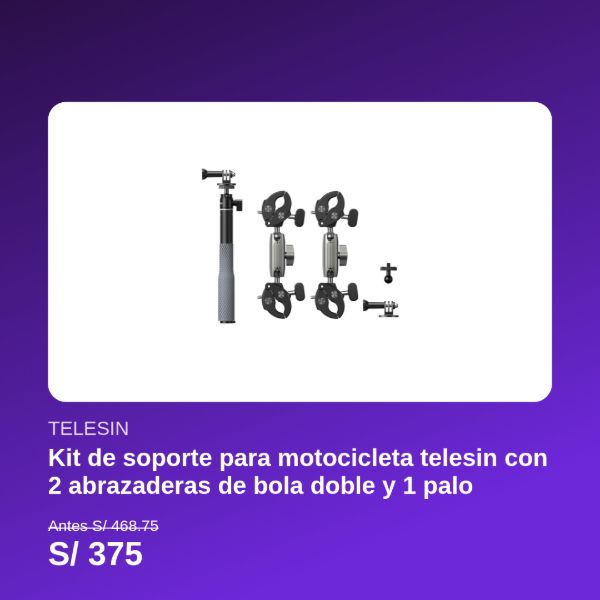 TELESIN
Kit de soporte para motocicleta telesin con
2 abrazaderas de bola doble y 1 palo
Antes S/ 468.75
S/ 375